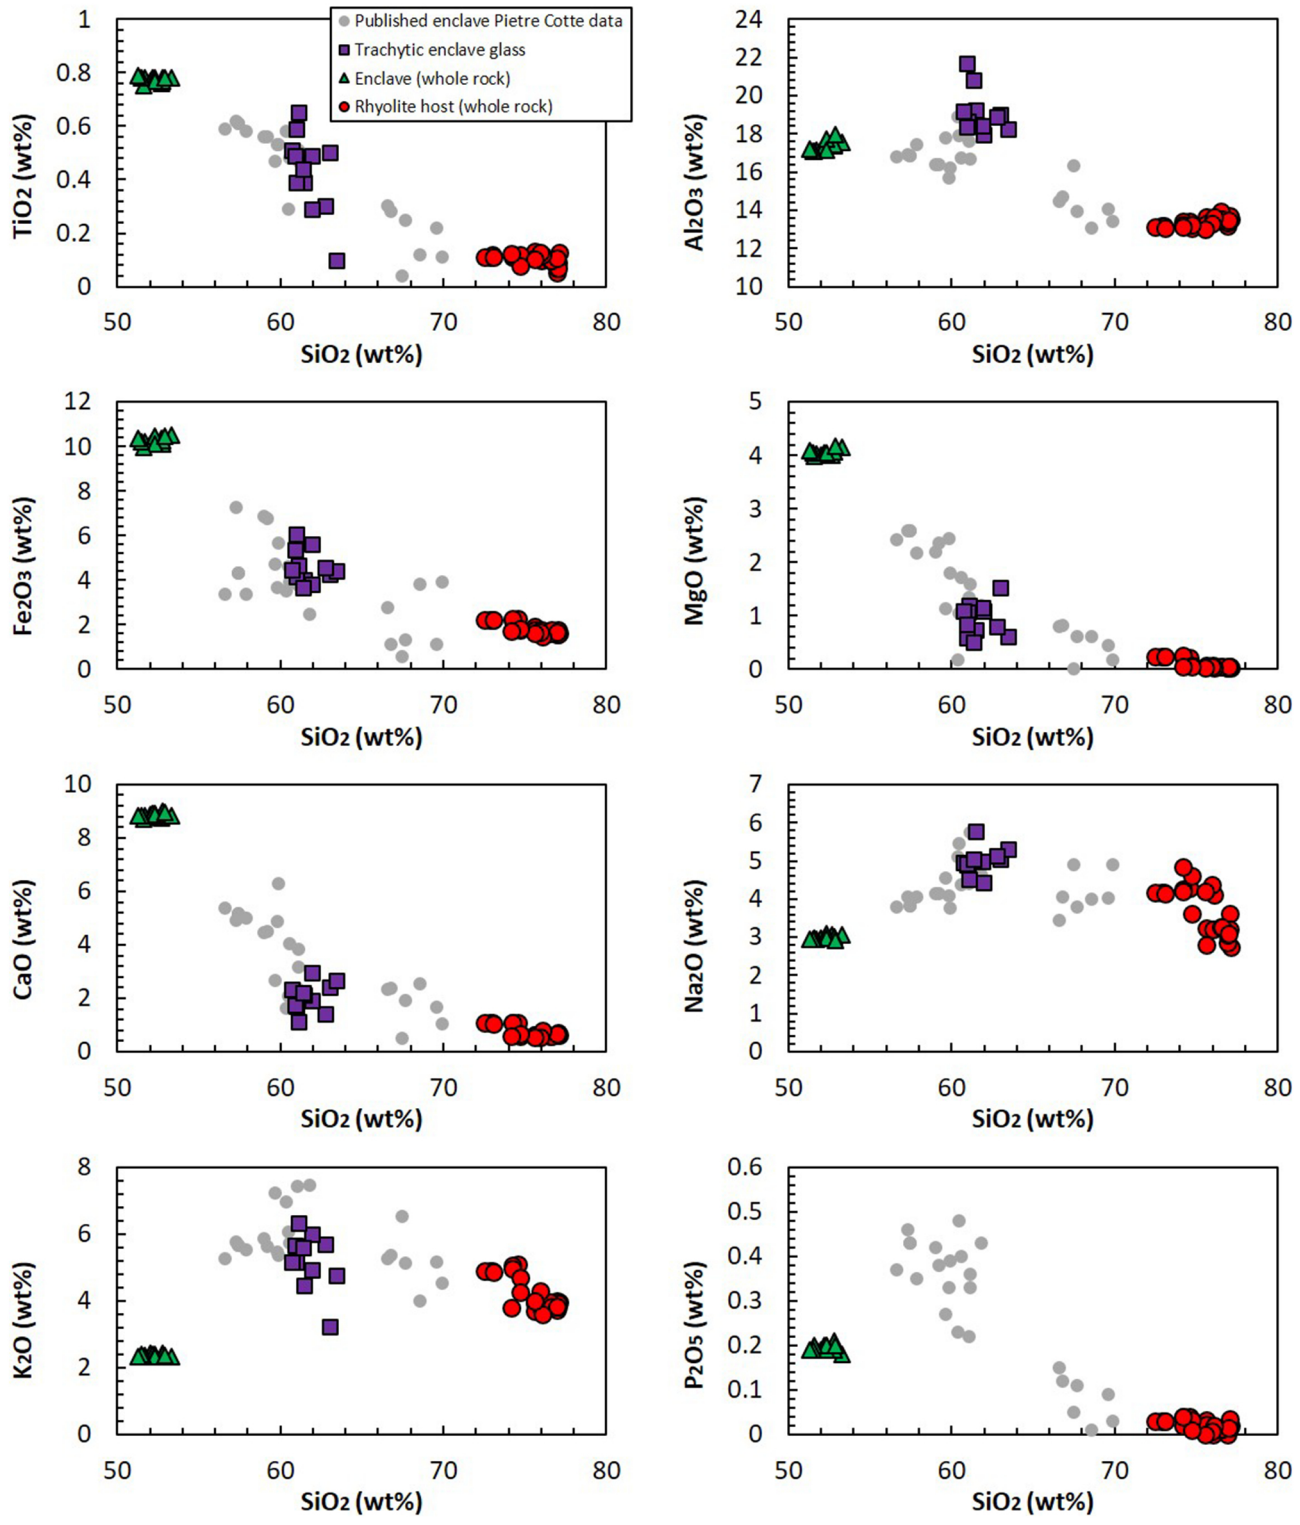 1
0.8
0.6
0.4
0.2
0
TiO2 (wt%)
50 60 70 80
SiO2 (wt%)
Published enclave Pietre Cotte data
Trachytic enclave glass
Enclave (whole rock)
Rhyolite host (whole rock)
24
22
20
18
16
14
12
10
Al2O3 (wt%)
50 60 70 80
SiO2 (wt%)
12
10
8
6
4
2
0
Fe2O3 (wt%)
50 60 70 80
SiO2 (wt%)
5
4
3
2
1
0
MgO (wt%)
50 60 70 80
SiO2 (wt%)
10
8
6
4
2
0
CaO (wt%)
50 60 70 80
SiO2 (wt%)
7
6
5
4
3
2
1
0
Na2O (wt%)
50 60 70 80
SiO2 (wt%)
8
6
4
2
0
K2O (wt%)
50 60 70 80
SiO2 (wt%)
0.6
0.5
0.4
0.3
0.2
0.1
0
P2O5 (wt%)
50 60 70 80
SiO2 (wt%)